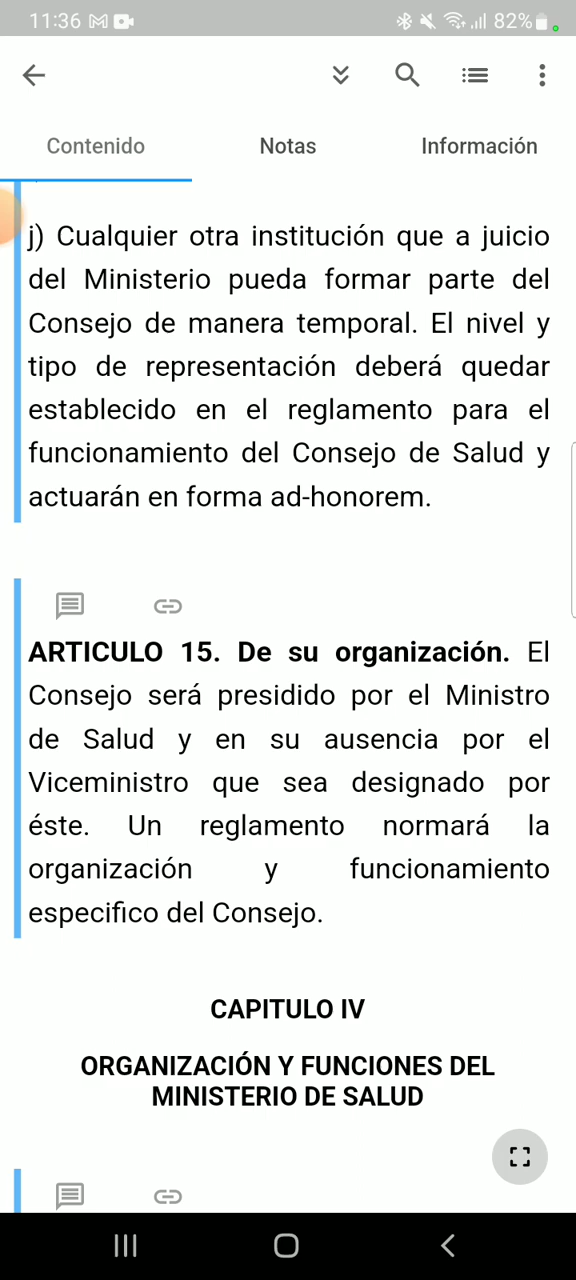 11:36 82%
Contenido Notas Información
j) Cualquier otra institución que a juicio
del Ministerio pueda formar parte del
Consejo de manera temporal. El nivel y
tipo de representación deberá quedar
establecido en el reglamento para el
funcionamiento del Consejo de Salud y
actuarán en forma ad-honorem.
ARTICULO 15. De su organización. El
Consejo será presidido por el Ministro
de Salud y en su ausencia por el
Viceministro que sea designado por
éste. Un reglamento normará la
organización y funcionamiento
especifico del Consejo.
CAPITULO IV
ORGANIZACIÓN Y FUNCIONES DEL
MINISTERIO DE SALUD